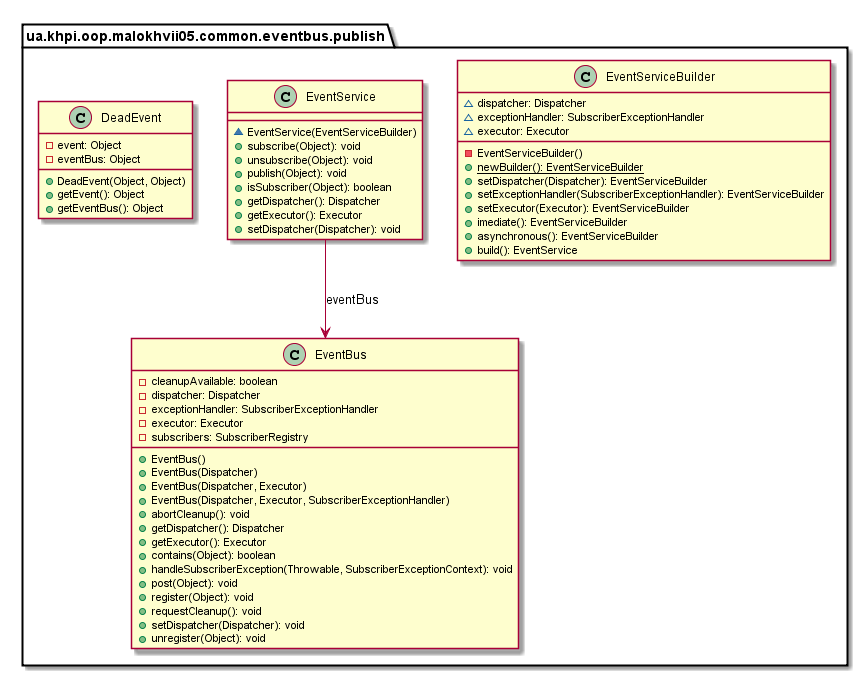 ua.khpi.oop.malokhvii05.common.eventbus.publish
C DeadEvent
event: Object
eventBus: Object
DeadEvent(Object, Object)
getEvent(): Object
getEventBus(): Object
C EventService
EventService(EventServiceBuilder)
subscribe(Object): void
unsubscribe(Object): void
publish(Object): void
isSubscriber(Object): boolean
getDispatcher(): Dispatcher
getExecutor(): Executor
setDispatcher(Dispatcher): void
C EventServiceBuilder
dispatcher: Dispatcher
exceptionHandler: SubscriberExceptionHandler
executor: Executor
EventServiceBuilder()
newBuilder(): EventServiceBuilder
setDispatcher(Dispatcher): EventServiceBuilder
setExceptionHandler(SubscriberExceptionHandler): EventServiceBuilder
setExecutor(Executor): EventServiceBuilder
imediate(): EventServiceBuilder
asynchronous(): EventServiceBuilder
build(): EventService
eventBus
C EventBus
cleanupAvailable: boolean
dispatcher: Dispatcher
exceptionHandler: SubscriberExceptionHandler
executor: Executor
subscribers: SubscriberRegistry
EventBus()
EventBus(Dispatcher)
EventBus(Dispatcher, Executor)
EventBus(Dispatcher, Executor, SubscriberExceptionHandler)
abortCleanup(): void
getDispatcher(): Dispatcher
getExecutor(): Executor
contains(Object): boolean
handleSubscriberException(Throwable, SubscriberExceptionContext): void
post(Object): void
register(Object): void
requestCleanup(): void
setDispatcher(Dispatcher): void
unregister(Object): void